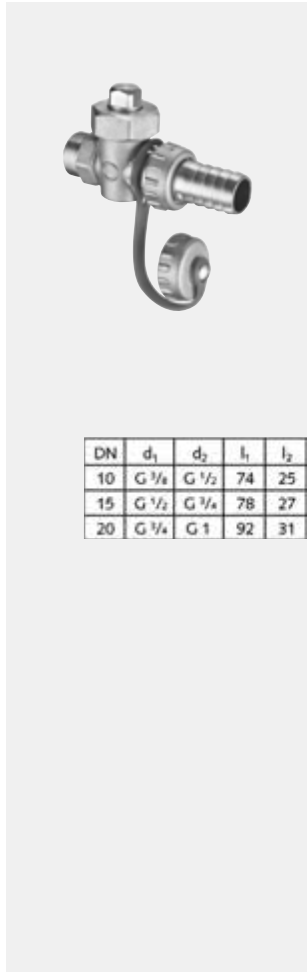 DN d₁ d₂ l₁ l₂
10 G 3/8 G 1/2 74 25
15 G 1/2 G 3/4 78 27
20 G 3/4 G 1 92 31